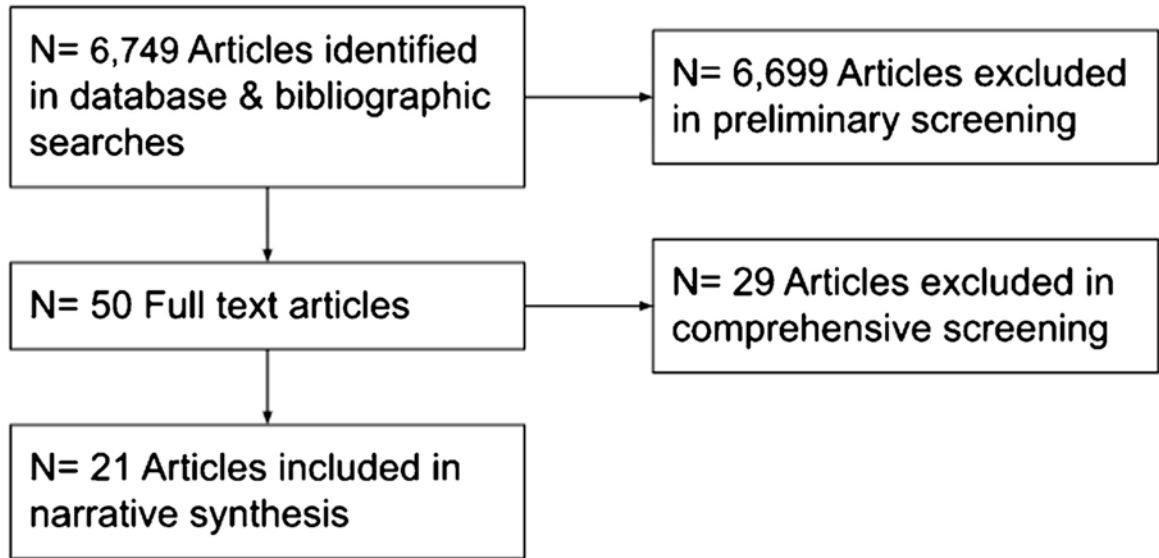 N= 6,749 Articles identified
in database & bibliographic
searches
N= 6,699 Articles excluded
in preliminary screening
N= 50 Full text articles
N= 29 Articles excluded in
comprehensive screening
N= 21 Articles included in
narrative synthesis